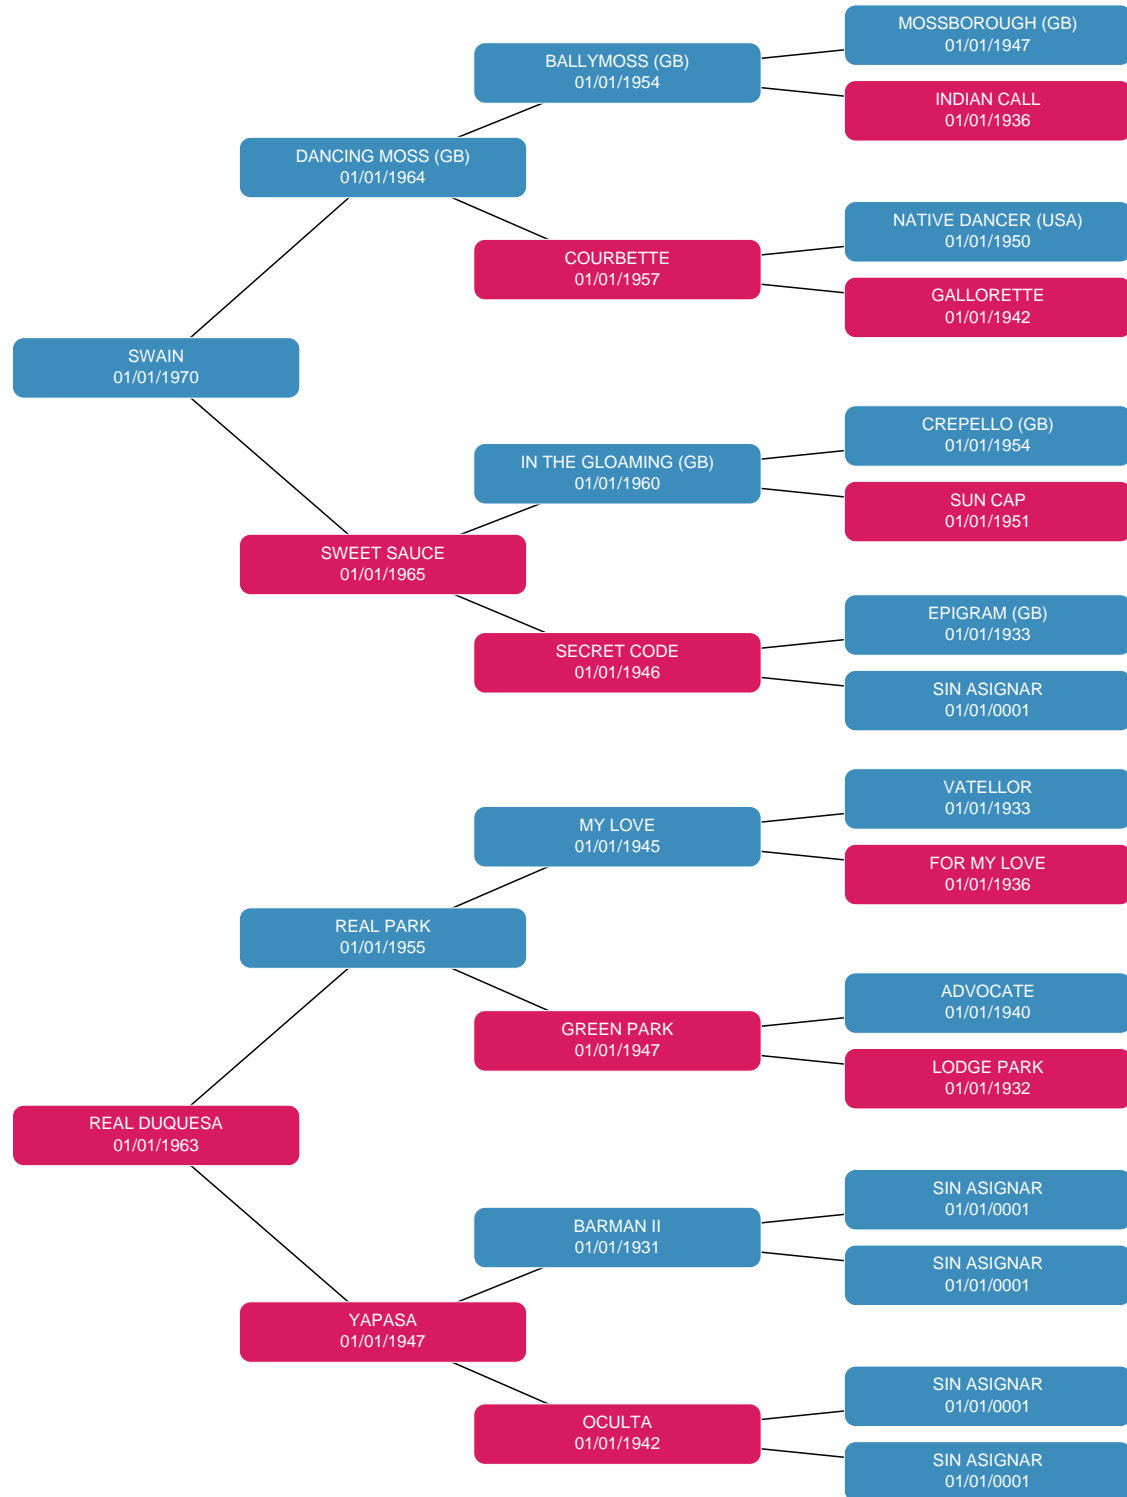 MOSSBOROUGH (GB)
01/01/1947
BALLYMOSS (GB)
01/01/1954
INDIAN CALL
01/01/1936
DANCING MOSS (GB)
01/01/1964
NATIVE DANCER (USA)
01/01/1950
COURBETTE
01/01/1957
GALLORETTE
01/01/1942
SWAIN
01/01/1970
CREPELLO (GB)
01/01/1954
IN THE GLOAMING (GB)
01/01/1960
SUN CAP
01/01/1951
SWEET SAUCE
01/01/1965
EPIGRAM (GB)
01/01/1933
SECRET CODE
01/01/1946
SIN ASIGNAR
01/01/0001
VATELLOR
01/01/1933
MY LOVE
01/01/1945
FOR MY LOVE
01/01/1936
REAL PARK
01/01/1955
ADVOCATE
01/01/1940
GREEN PARK
01/01/1947
LODGE PARK
01/01/1932
REAL DUQUESA
01/01/1963
SIN ASIGNAR
01/01/0001
BARMAN II
01/01/1931
SIN ASIGNAR
01/01/0001
YAPASA
01/01/1947
SIN ASIGNAR
01/01/0001
OCULTA
01/01/1942
SIN ASIGNAR
01/01/0001